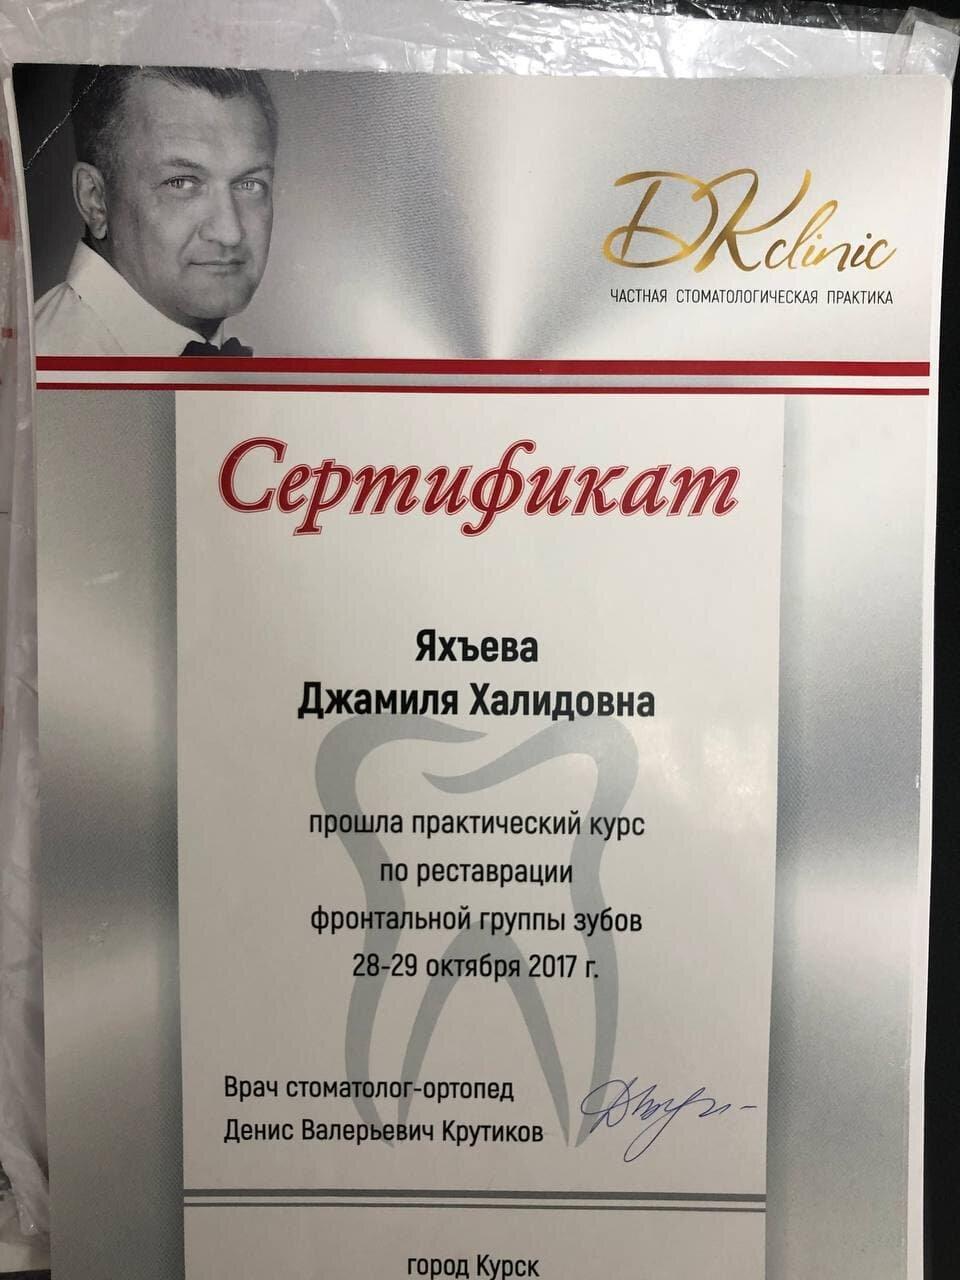 DKclinic
ЧАСТНАЯ СТОМАТОЛОГИЧЕСКАЯ ПРАКТИКА
Сертификат
Яхъева
Джамиля Халидовна
прошла практический курс
по реставрации
фронтальной группы зубов
28-29 октября 2017 г.
Врач стоматолог-ортопед
Денис Валерьевич Крутиков
город Курск